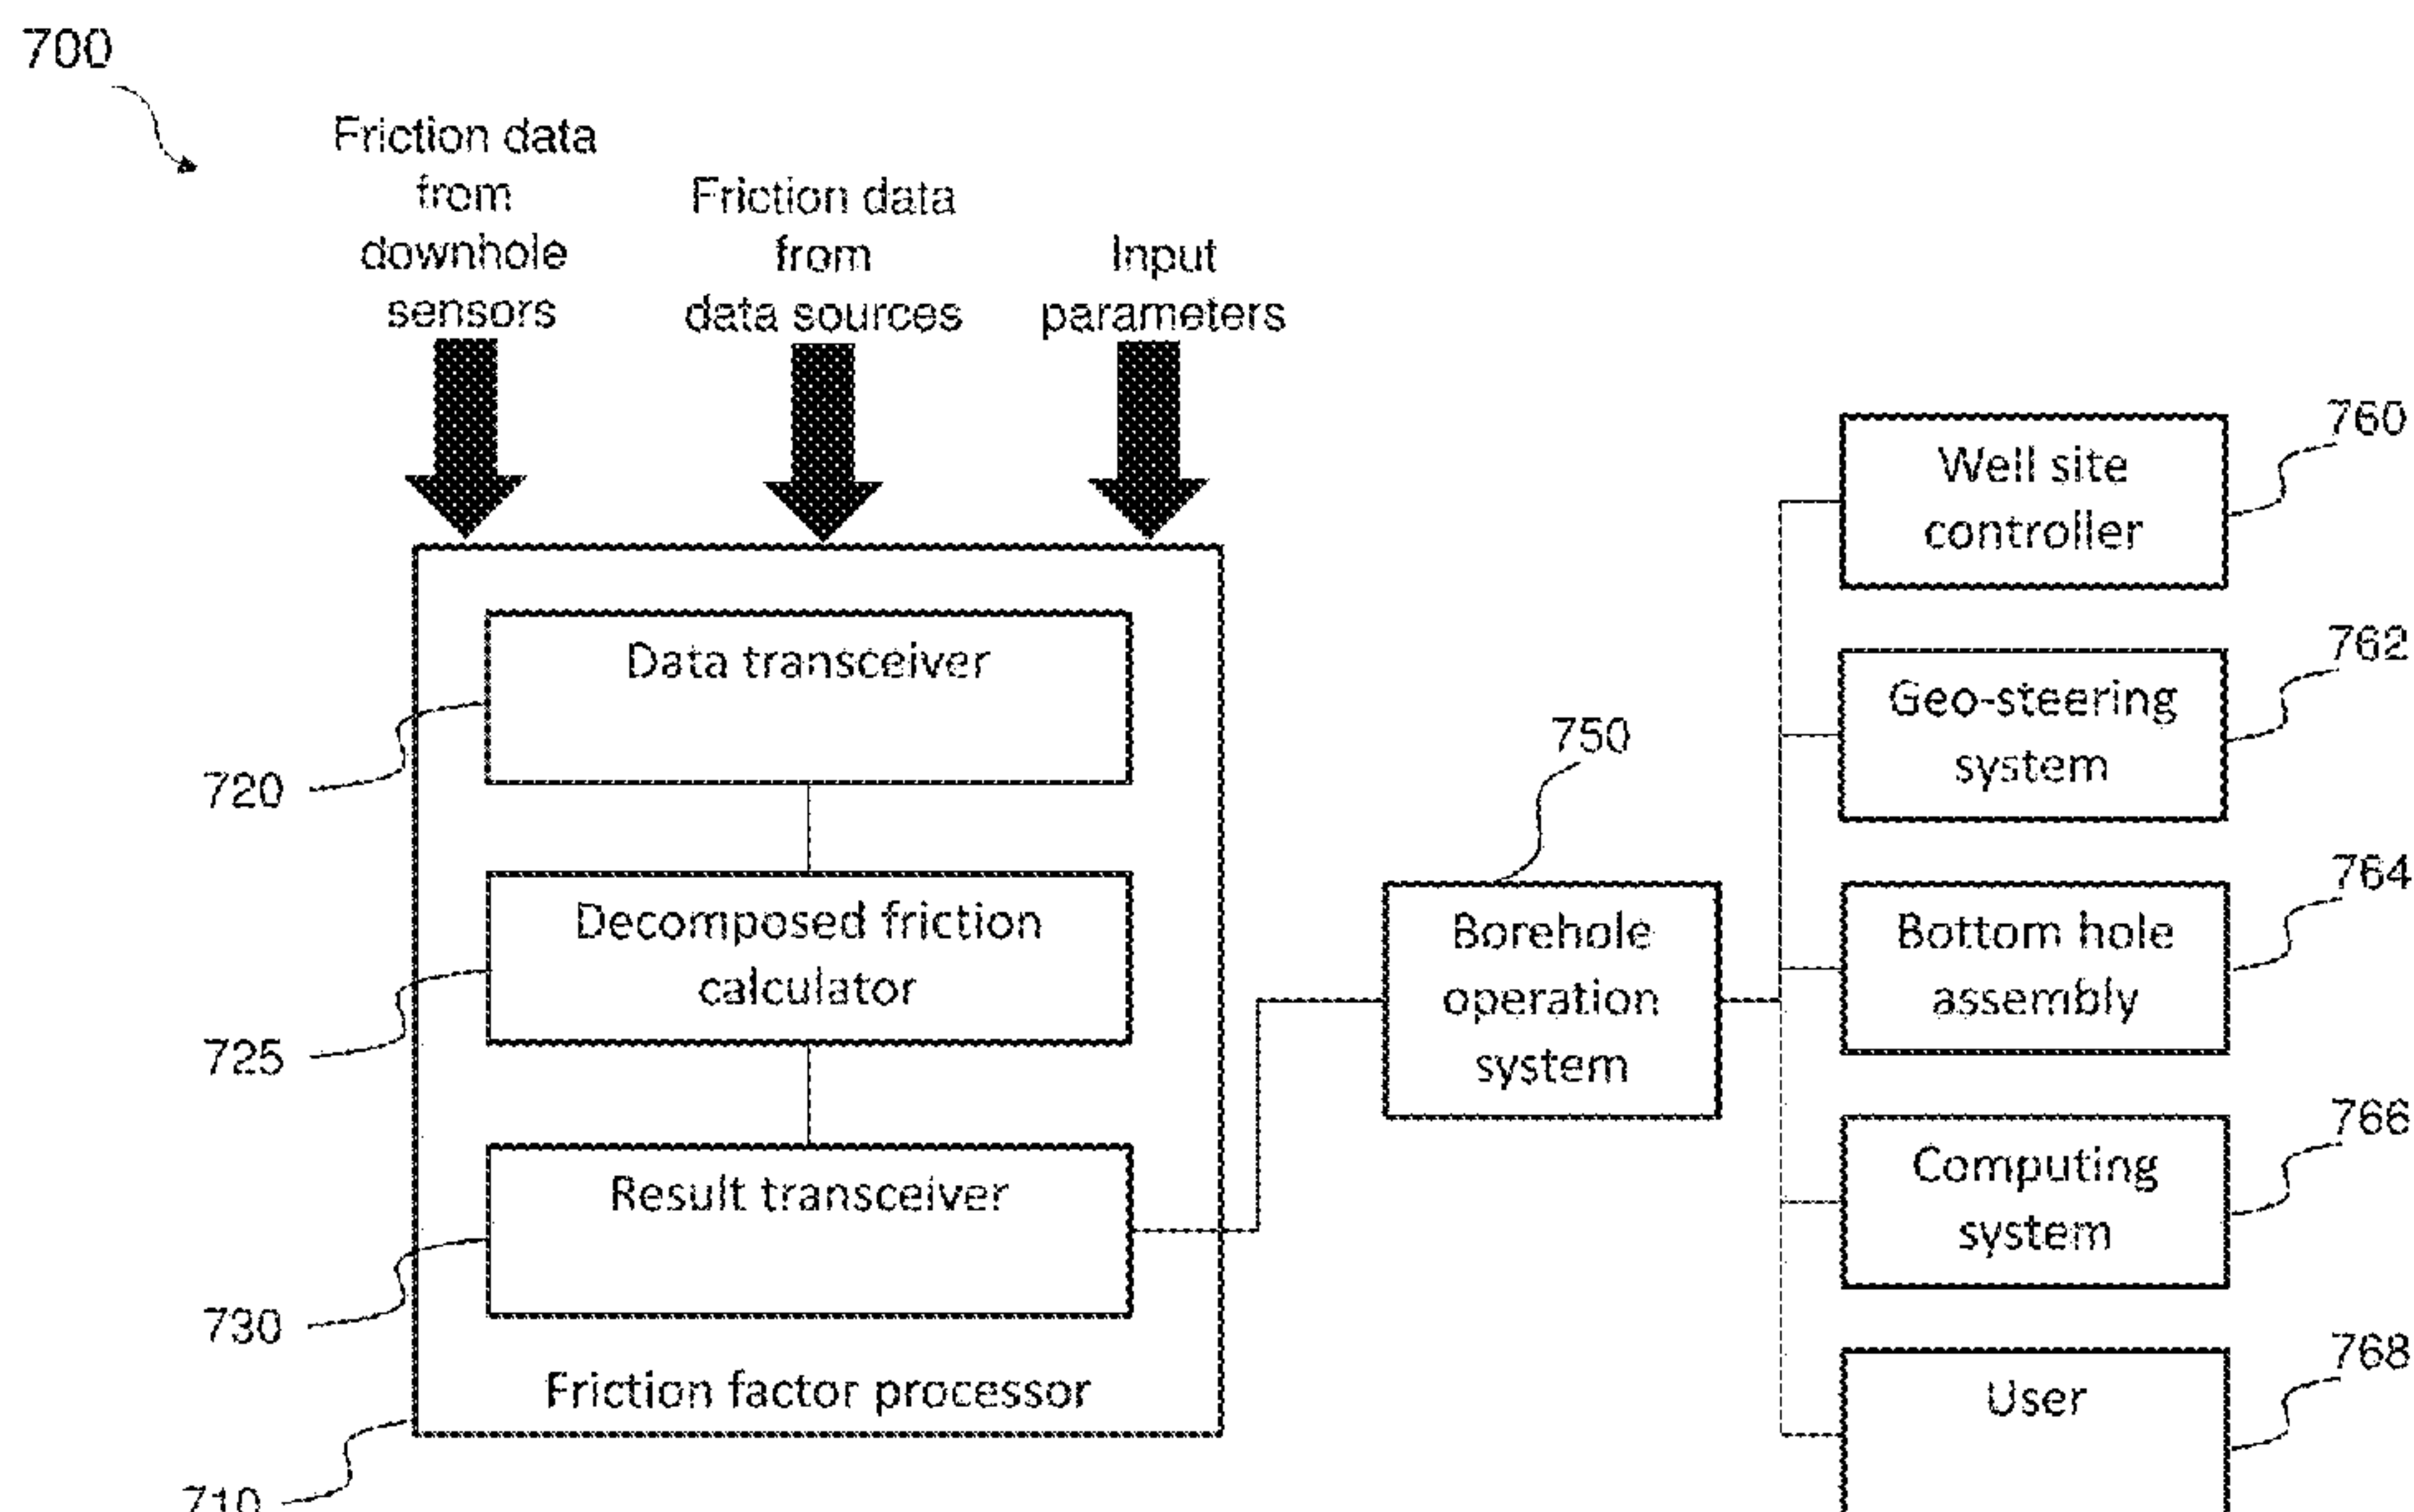 700
Friction data
from
downhole
sensors
Friction data
from
data sources
Input
parameters
Data transceiver
720
Decomposed friction
calculator
725
Result transceiver
730
Friction factor processor
710
750
Borehole
operation
system
760
Well site
controller
762
Geo-steering
system
764
Bottom hole
assembly
766
Computing
system
768
User